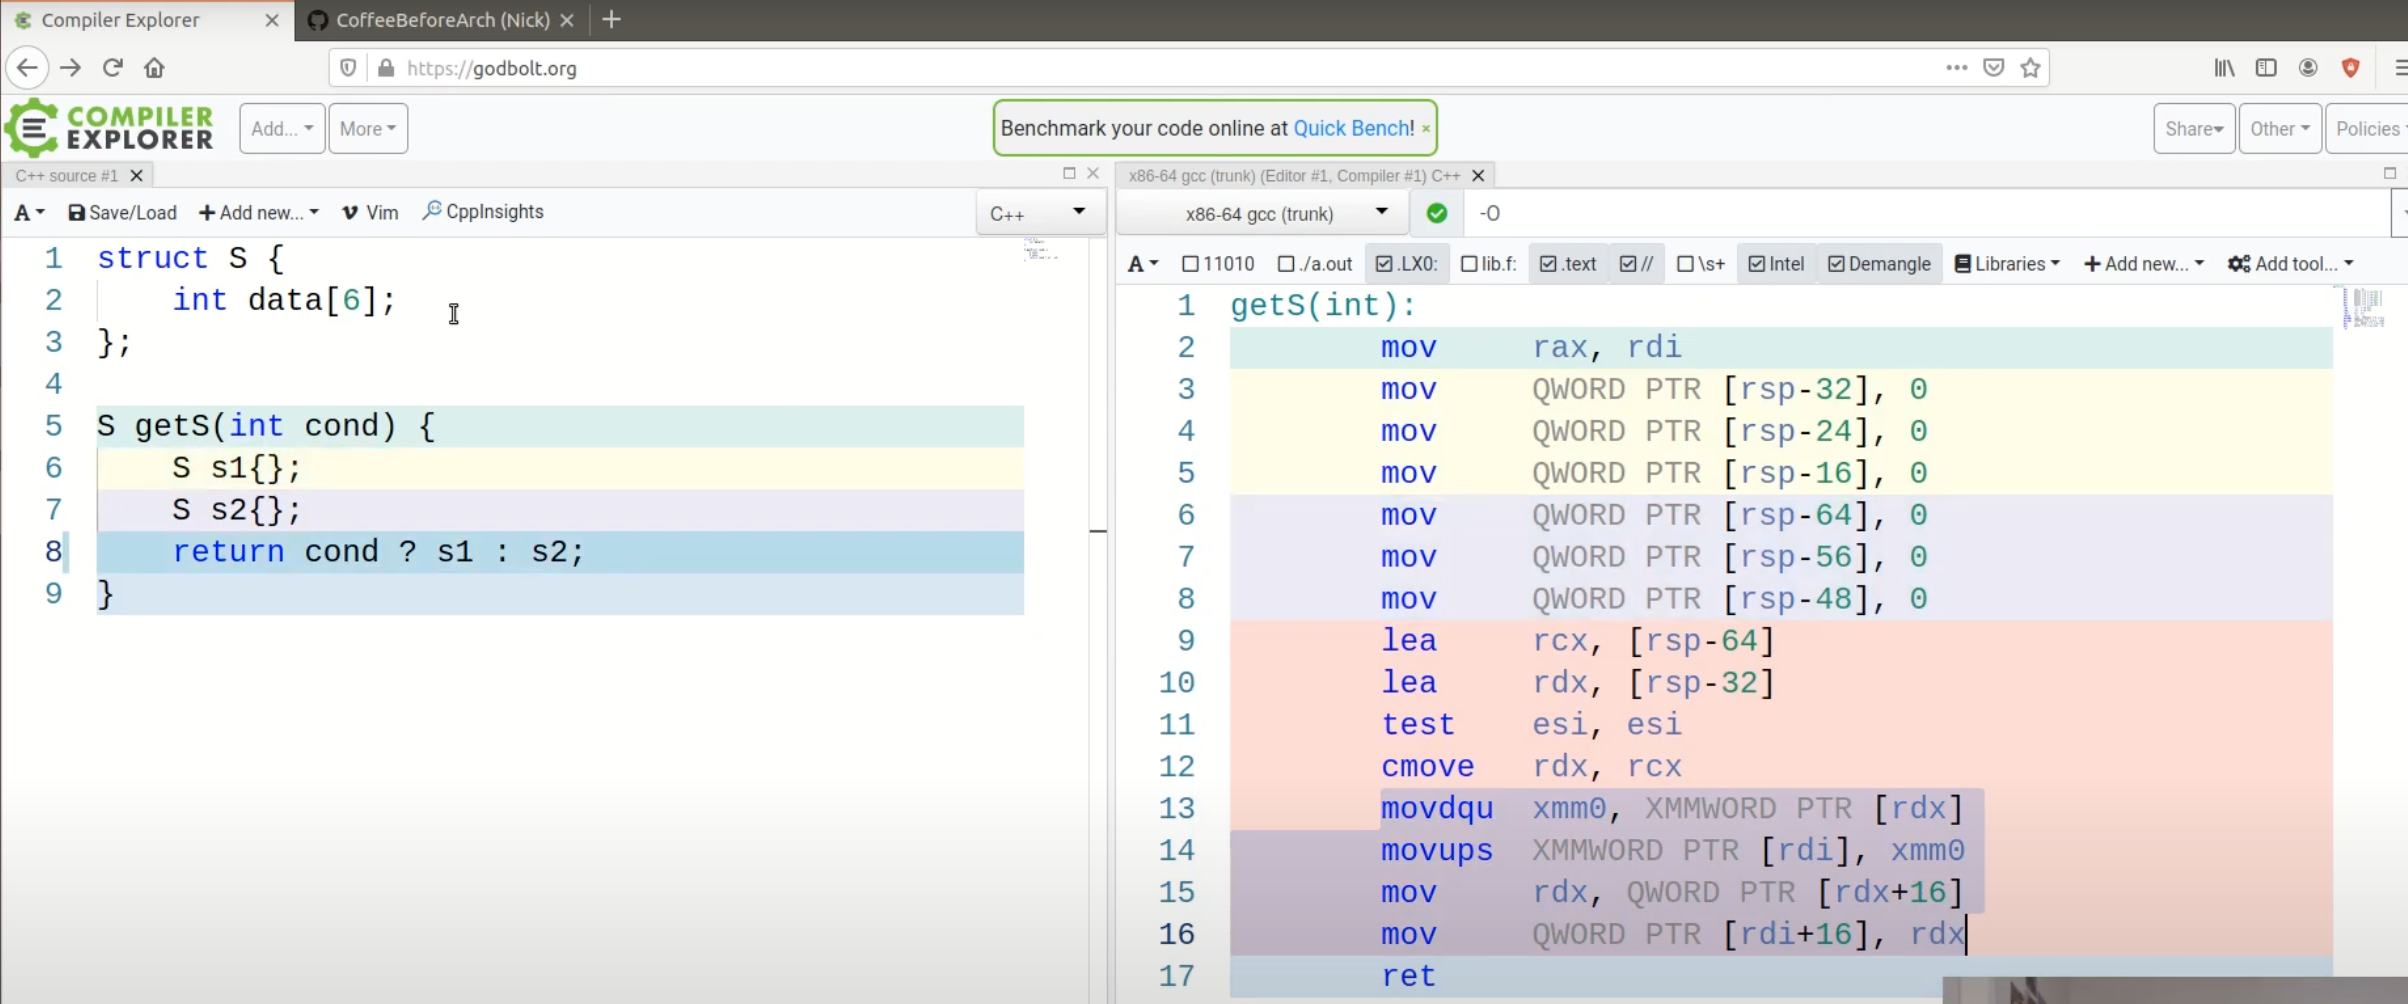 Compiler Explorer
CoffeeBeforeArch (Nick)
https://godbolt.org
COMPILER
EXPLORER
Add...
More
Benchmark your code online at Quick Bench! ×
Share
Other
Policies
C++ source #1
A
Save/Load
+ Add new...
Vim
CppInsights
C++
1 struct S {
2     int data[6];
3 };
4
5 S getS(int cond) {
6     S s1{};
7     S s2{};
8     return cond ? s1 : s2;
9 }
x86-64 gcc (trunk) (Editor #1, Compiler #1) C++
x86-64 gcc (trunk)
-O
A
11010
./a.out
.LX0:
lib.f:
.text
//
\s+
Intel
Demangle
Libraries
+ Add new...
Add tool...
1 getS(int):
2 mov rax, rdi
3 mov QWORD PTR [rsp-32], 0
4 mov QWORD PTR [rsp-24], 0
5 mov QWORD PTR [rsp-16], 0
6 mov QWORD PTR [rsp-64], 0
7 mov QWORD PTR [rsp-56], 0
8 mov QWORD PTR [rsp-48], 0
9 lea rcx, [rsp-64]
10 lea rdx, [rsp-32]
11 test esi, esi
12 cmove rdx, rcx
13 movdqu xmm0, XMMWORD PTR [rdx]
14 movups XMMWORD PTR [rdi], xmm0
15 mov rdx, QWORD PTR [rdx+16]
16 mov QWORD PTR [rdi+16], rdx
17 ret